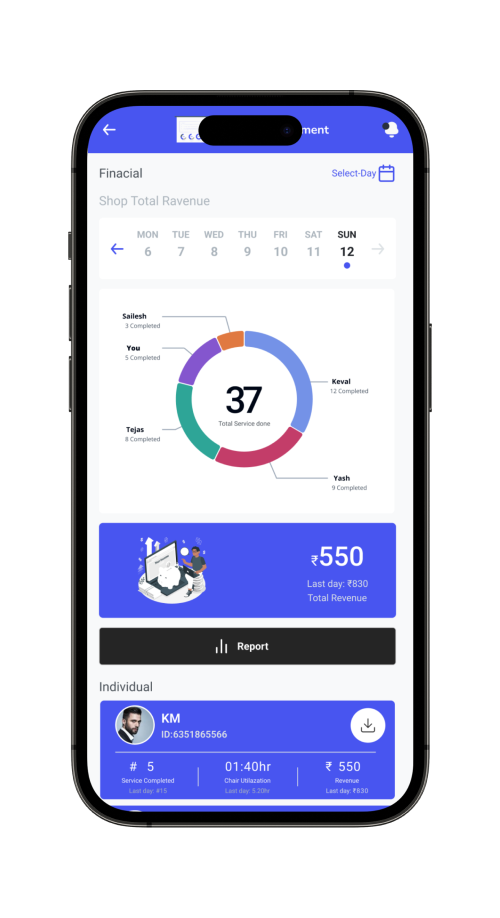 ment
Finacial
Select-Day
Shop Total Ravenue
MON TUE WED THU FRI SAT SUN
6 7 8 9 10 11 12
Sailesh
3 Completed
You
5 Completed
Keval
12 Completed
37
Total Service done
Tejas
8 Completed
Yash
9 Completed
₹550
Last day: ₹830
Total Revenue
Report
Individual
KM
ID:6351865566
# 5 01:40hr ₹ 550
Service Completed Chair Utilazation Revenue
Last day: #15 Last day: 5.20hr Last day: ₹830